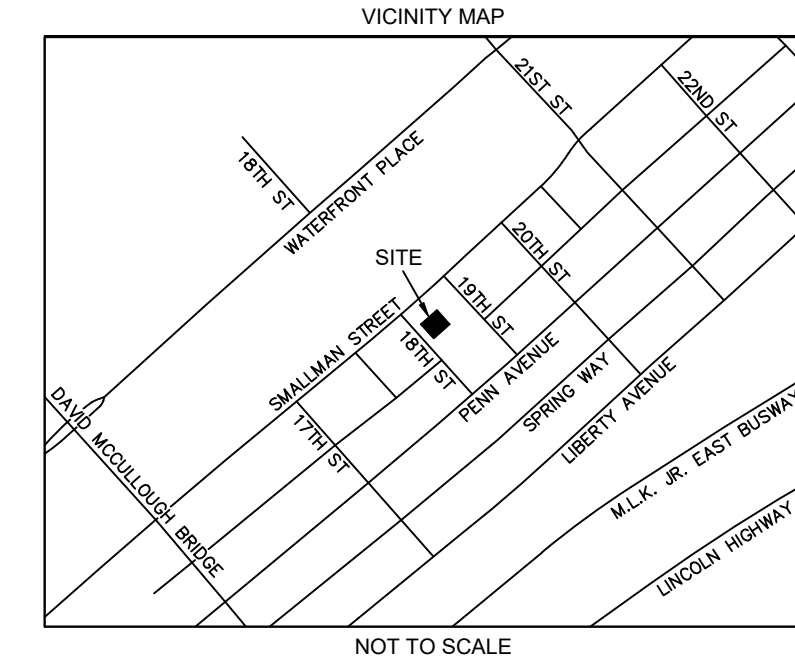 VICINITY MAP
21ST ST
22ND ST
18TH ST
WATERFRONT PLACE
20TH ST
SITE
19TH ST
SMALLMAN STREET
18TH ST
PENN AVENUE
SPRING WAY
LIBERTY AVENUE
17TH ST
DAVID MCCULLOUGH BRIDGE
M.L.K. JR. EAST BUSWAY
LINCOLN HIGHWAY
NOT TO SCALE